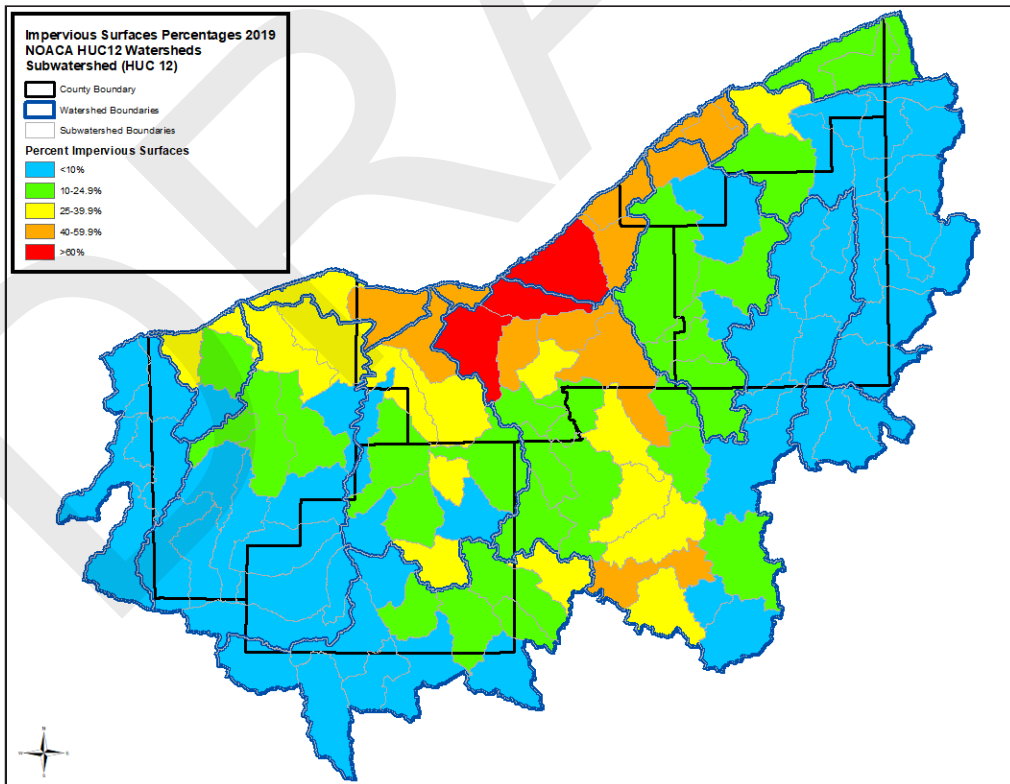 Impervious Surfaces Percentages 2019
NOACA HUC12 Watersheds
Subwatershed (HUC 12)
County Boundary
Watershed Boundaries
Subwatershed Boundaries
Percent Impervious Surfaces
<10%
10-24.9%
25-39.9%
40-59.9%
>60%
DRA
N
W
E
S